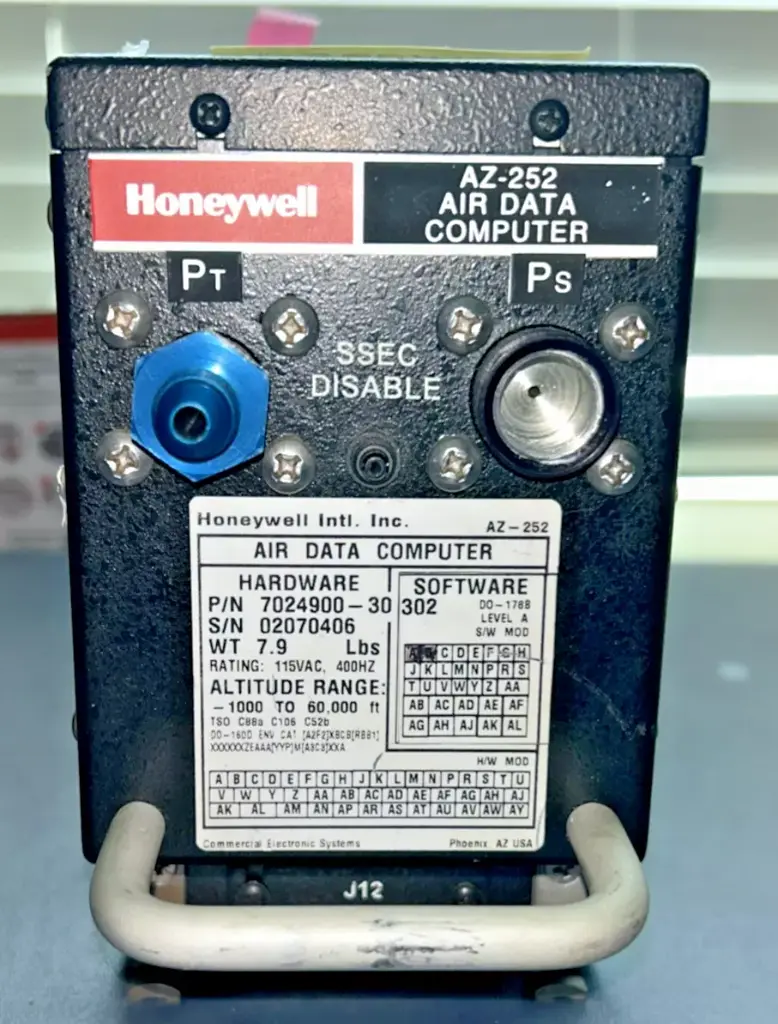 Honeywell
AZ-252
AIR DATA
COMPUTER
PT
PS
SSEC
DISABLE
Honeywell Intl. Inc. AZ-252
AIR DATA COMPUTER
HARDWARE
P/N 7024900-30
S/N 02070406
WT 7.9 Lbs
RATING: 115VAC, 400HZ
ALTITUDE RANGE:
-1000 TO 60,000 ft
TSO C88a C106 C52b
DO-160D ENV CAT
SOFTWARE
302 DO-178B
LEVEL A
S/W MOD
A C D E F G H
J K L M N P R S
T U V W Y Z AA
AB AC AD AE AF
AG AH AJ AK AL
H/W MOD
A B C D E F G H J K L M N P R S T U
V W Y Z AA AB AC AD AE AF AG AH AJ
AK AL AM AN AP AR AS AT AU AV AW AY
Commercial Electronic Systems Phoenix, AZ USA
J12